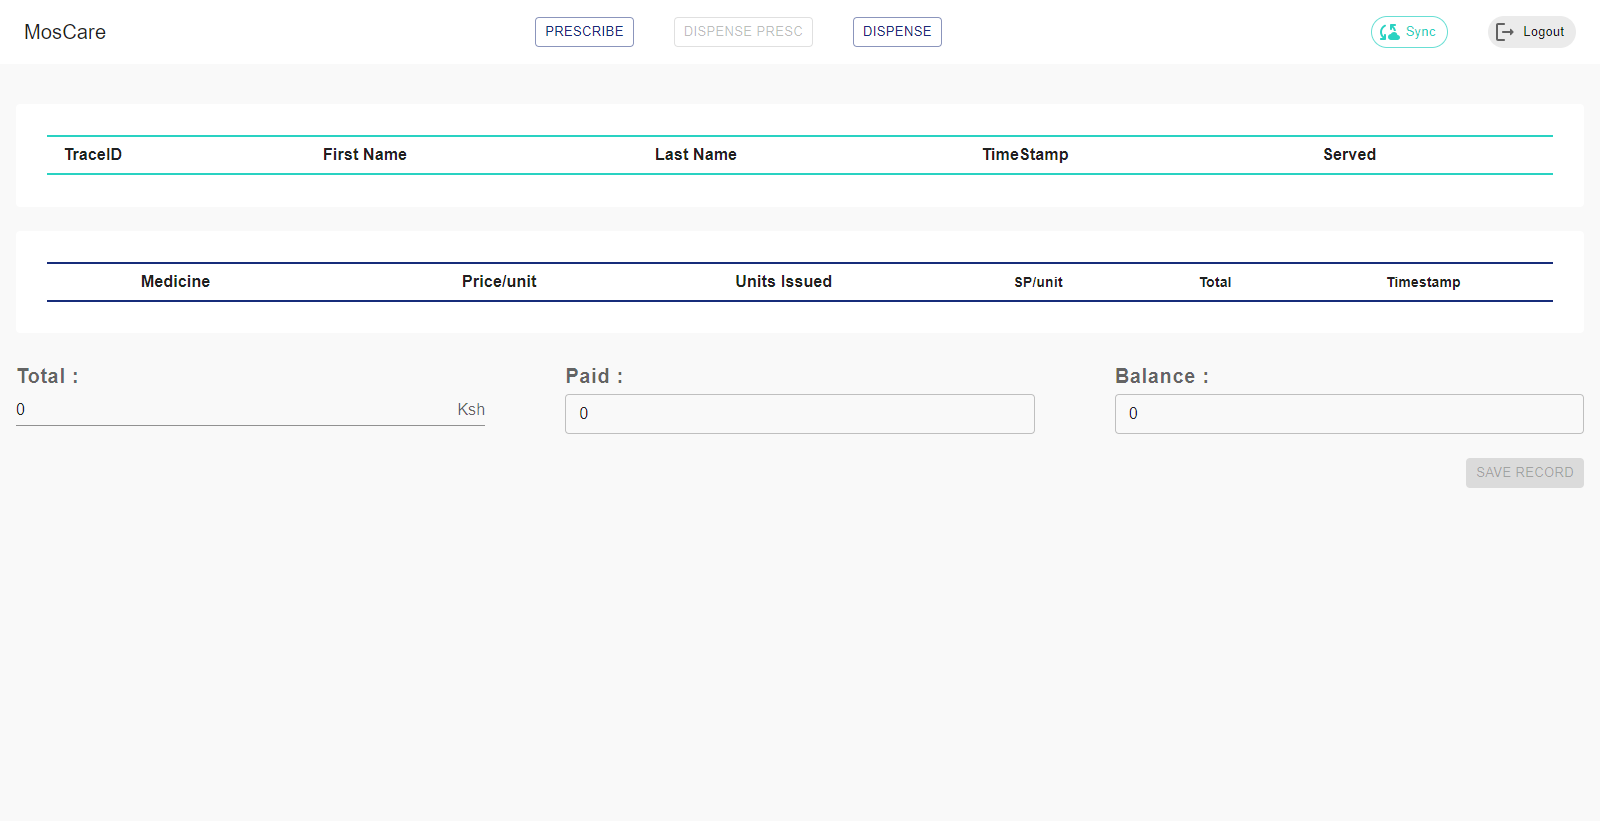 MosCare PRESCRIBE DISPENSE PRESC DISPENSE Sync Logout
TraceID First Name Last Name TimeStamp Served
Medicine Price/unit Units Issued SP/unit Total Timestamp
Total : Paid : Balance :
0 Ksh 0 0
SAVE RECORD